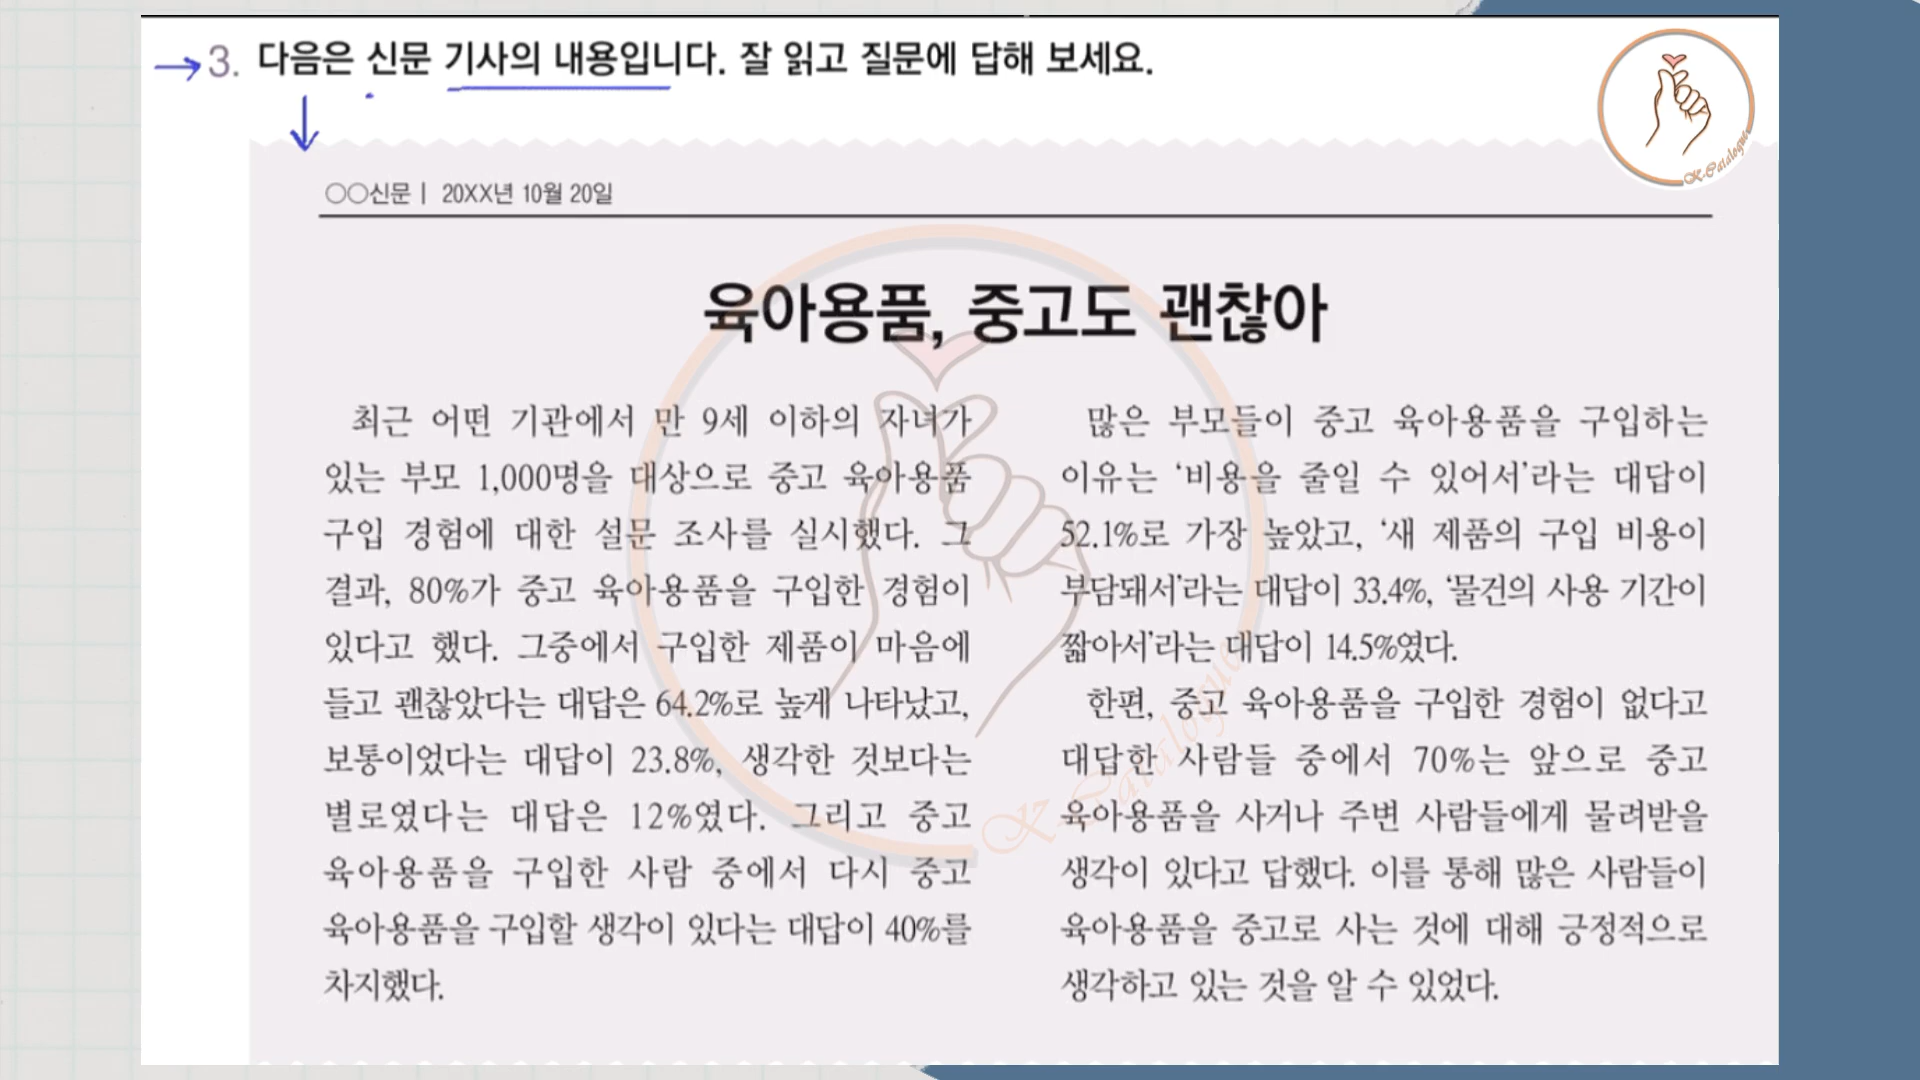 3. 다음은 신문 기사의 내용입니다. 잘 읽고 질문에 답해 보세요.
K-Catalogue
○○신문 | 20XX년 10월 20일
육아용품, 중고도 괜찮아
최근 어떤 기관에서 만 9세 이하의 자녀가
있는 부모 1,000명을 대상으로 중고 육아용품
구입 경험에 대한 설문 조사를 실시했다. 그
결과, 80%가 중고 육아용품을 구입한 경험이
있다고 했다. 그중에서 구입한 제품이 마음에
들고 괜찮았다는 대답은 64.2%로 높게 나타났고,
보통이었다는 대답이 23.8%, 생각한 것보다는
별로였다는 대답은 12%였다. 그리고 중고
육아용품을 구입한 사람 중에서 다시 중고
육아용품을 구입할 생각이 있다는 대답이 40%를
차지했다.
많은 부모들이 중고 육아용품을 구입하는
이유는 ‘비용을 줄일 수 있어서’라는 대답이
52.1%로 가장 높았고, ‘새 제품의 구입 비용이
부담돼서’라는 대답이 33.4%, ‘물건의 사용 기간이
짧아서’라는 대답이 14.5%였다.
한편, 중고 육아용품을 구입한 경험이 없다고
대답한 사람들 중에서 70%는 앞으로 중고
육아용품을 사거나 주변 사람들에게 물려받을
생각이 있다고 답했다. 이를 통해 많은 사람들이
육아용품을 중고로 사는 것에 대해 긍정적으로
생각하고 있는 것을 알 수 있었다.
K-Catalogue